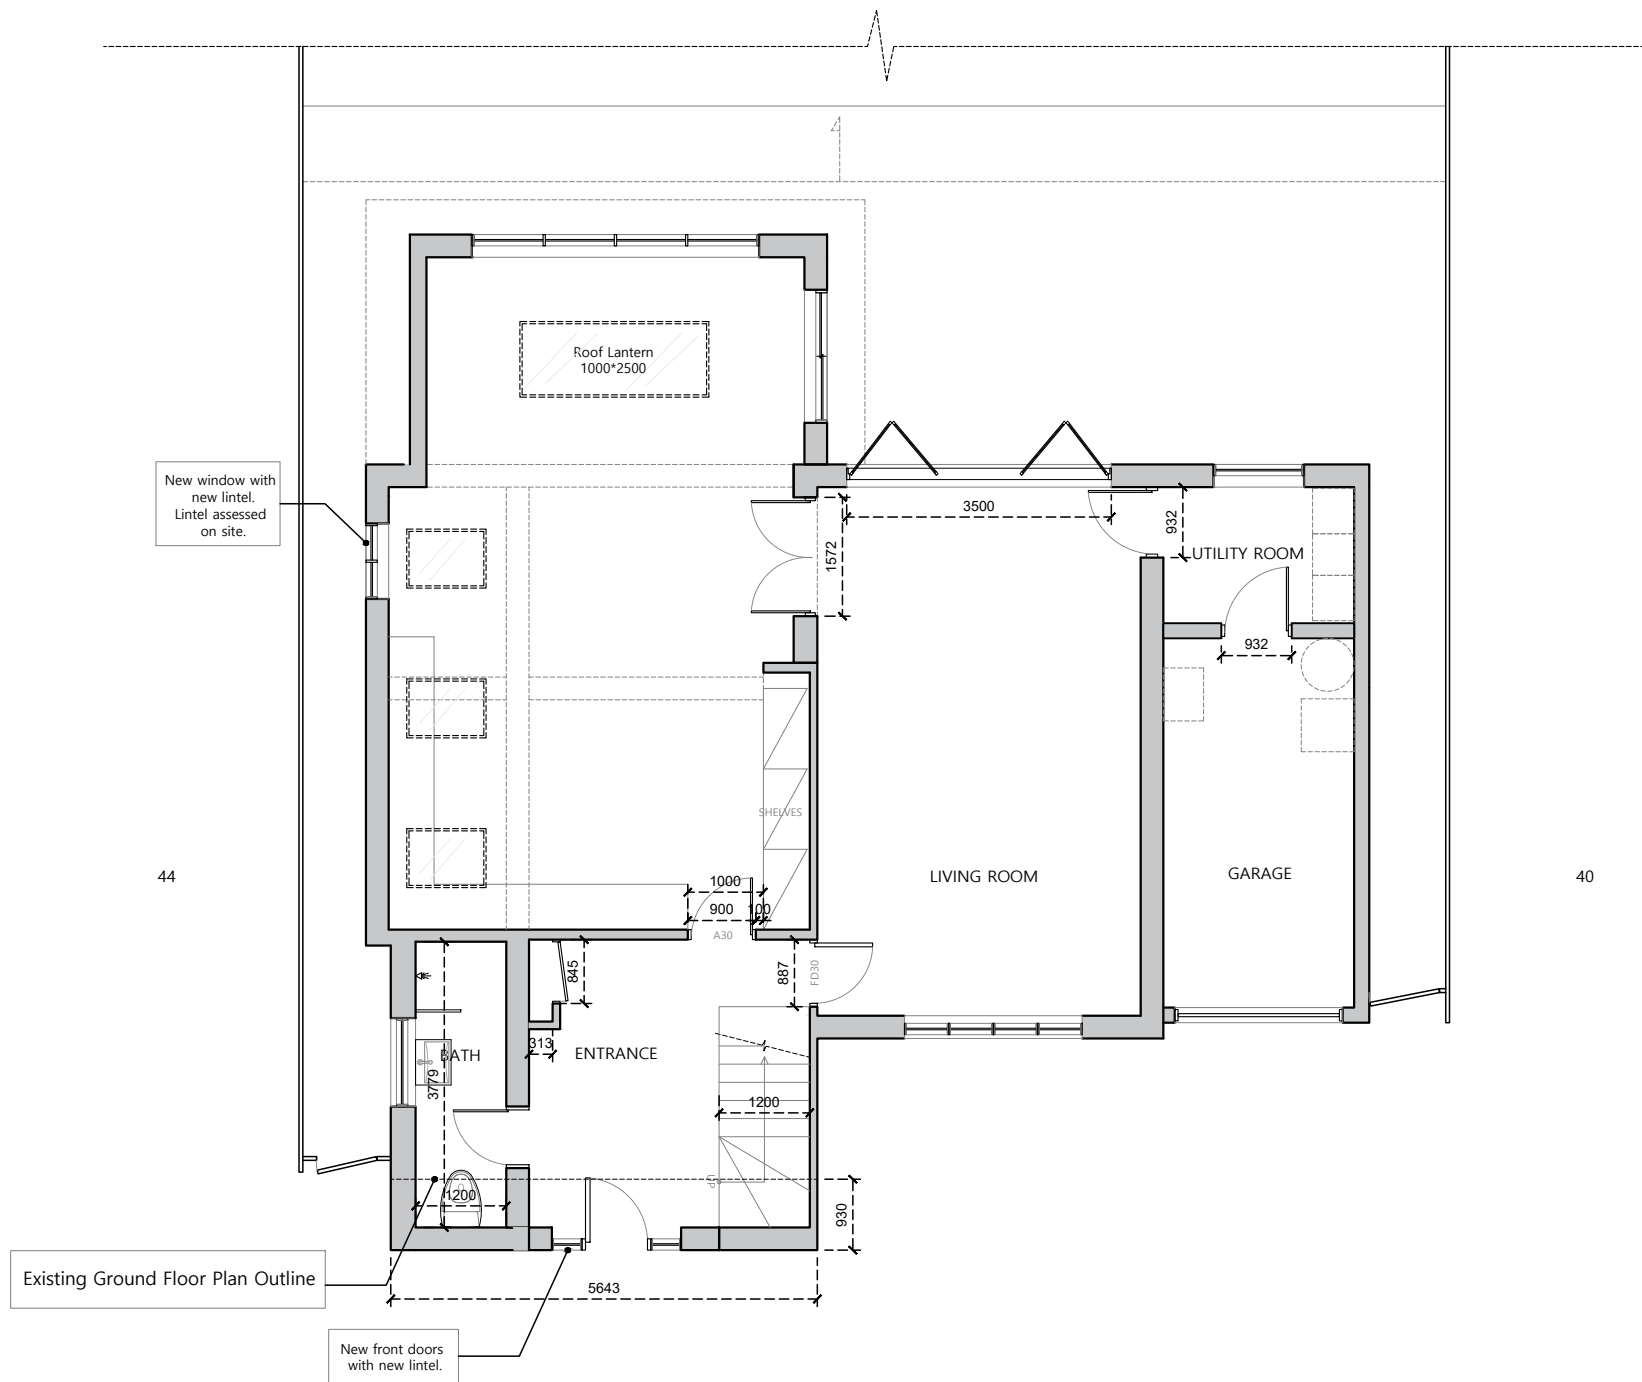 Roof Lantern
1000*2500
New window with
new lintel.
Lintel assessed
on site.
3500
932
1572
UTILITY ROOM
932
SHELVES
44
LIVING ROOM
GARAGE
40
1000
900
100
A30
845
887
FD30
313
ENTRANCE
BATH
3779
1200
UP
1200
930
Existing Ground Floor Plan Outline
5643
New front doors
with new lintel.